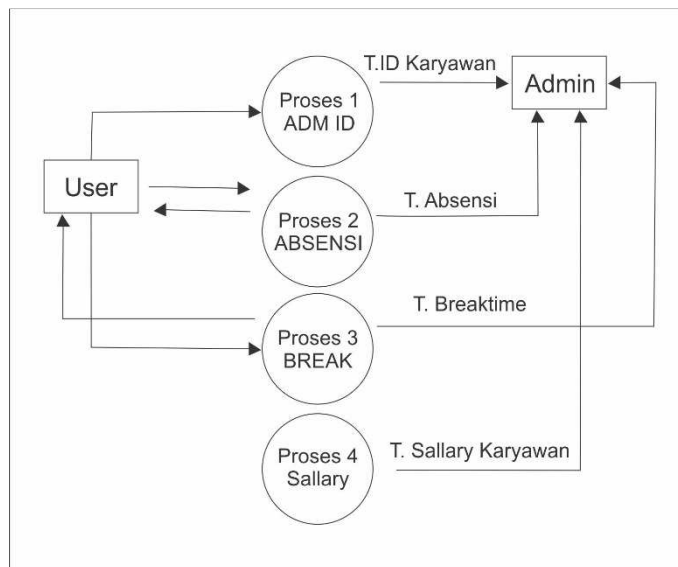 T.ID Karyawan
Admin
Proses 1
ADM ID
User
Proses 2
ABSENSI
T. Absensi
T. Breaktime
Proses 3
BREAK
T. Sallary Karyawan
Proses 4
Sallary